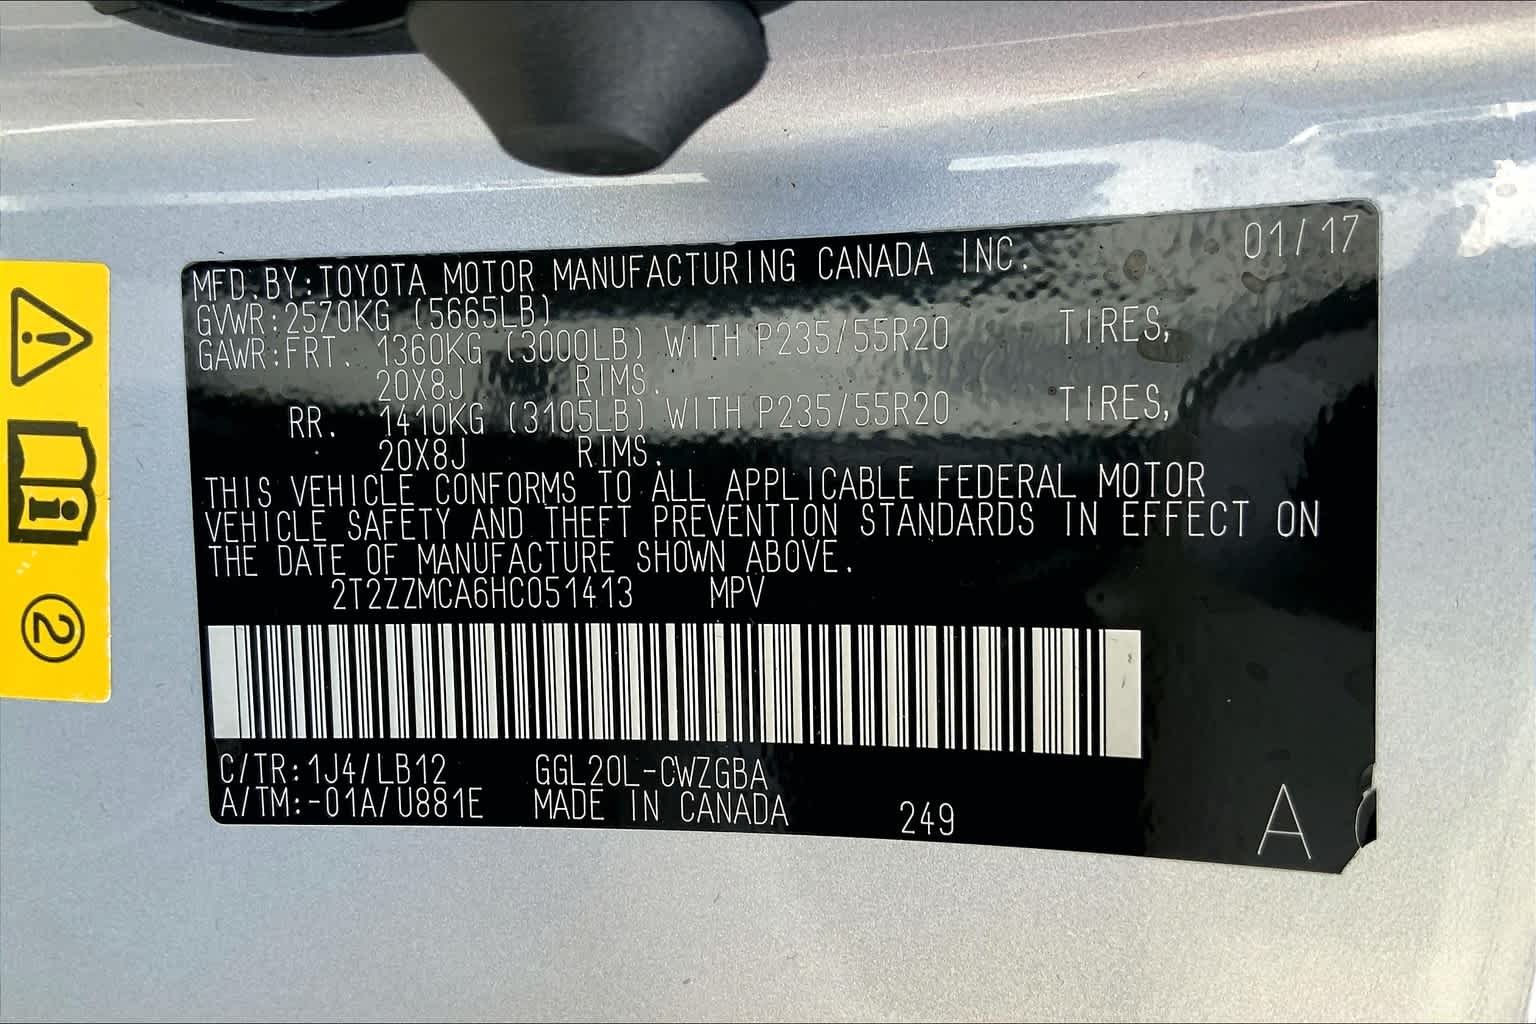 MFD.BY:TOYOTA MOTOR MANUFACTURING CANADA INC. 01/17
GVWR:2570KG (5665LB)
GAWR:FRT. 1360KG (3000LB) WITH P235/55R20 TIRES,
20X8J RIMS.
RR. 1410KG (3105LB) WITH P235/55R20 TIRES,
20X8J RIMS.
THIS VEHICLE CONFORMS TO ALL APPLICABLE FEDERAL MOTOR
VEHICLE SAFETY AND THEFT PREVENTION STANDARDS IN EFFECT ON
THE DATE OF MANUFACTURE SHOWN ABOVE.
2T2ZZMCA6HC051413 MPV
C/TR:1J4/LB12 GGL20L-CWZGBA
A/TM:-01A/U881E MADE IN CANADA 249 A
2